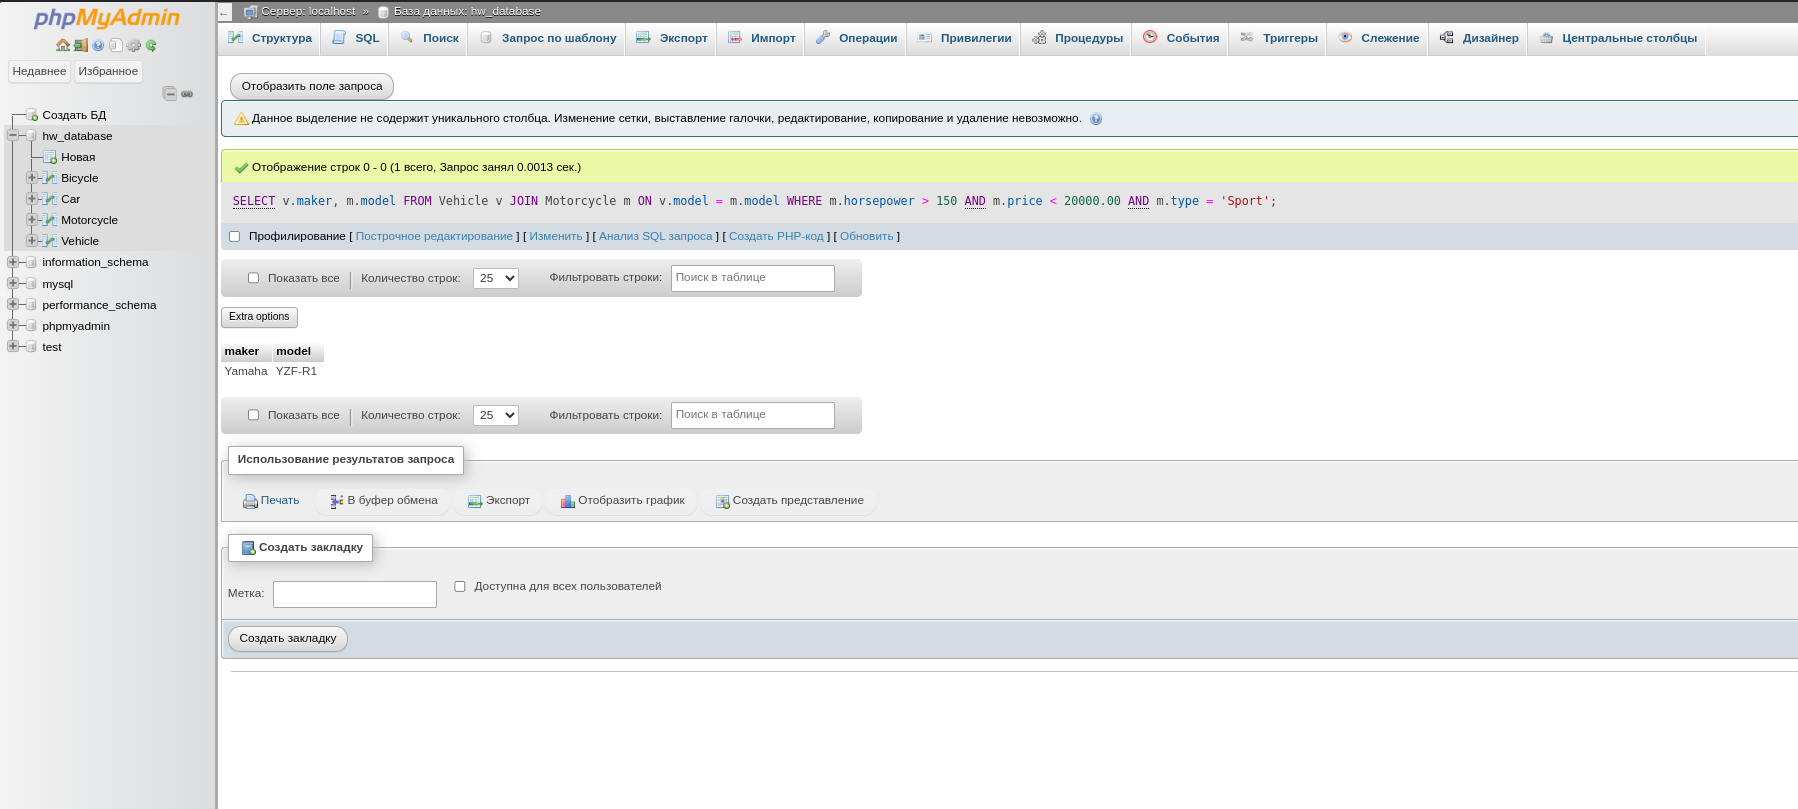 phpMyAdmin
Недавнее Избранное
Создать БД
hw_database
Новая
Bicycle
Car
Motorcycle
Vehicle
information_schema
mysql
performance_schema
phpmyadmin
test
← Сервер: localhost » База данных: hw_database
Структура SQL Поиск Запрос по шаблону Экспорт Импорт Операции Привилегии Процедуры События Триггеры Слежение Дизайнер Центральные столбцы
Отобразить поле запроса
Данное выделение не содержит уникального столбца. Изменение сетки, выставление галочки, редактирование, копирование и удаление невозможно.
Отображение строк 0 - 0 (1 всего, Запрос занял 0.0013 сек.)
SELECT v.maker, m.model FROM Vehicle v JOIN Motorcycle m ON v.model = m.model WHERE m.horsepower > 150 AND m.price < 20000.00 AND m.type = 'Sport';
Профилирование [ Построчное редактирование ] [ Изменить ] [ Анализ SQL запроса ] [ Создать PHP-код ] [ Обновить ]
Показать все | Количество строк: 25 Фильтровать строки: Поиск в таблице
Extra options
maker model
Yamaha YZF-R1
Показать все | Количество строк: 25 Фильтровать строки: Поиск в таблице
Использование результатов запроса
Печать В буфер обмена Экспорт Отобразить график Создать представление
Создать закладку
Метка: Доступна для всех пользователей
Создать закладку